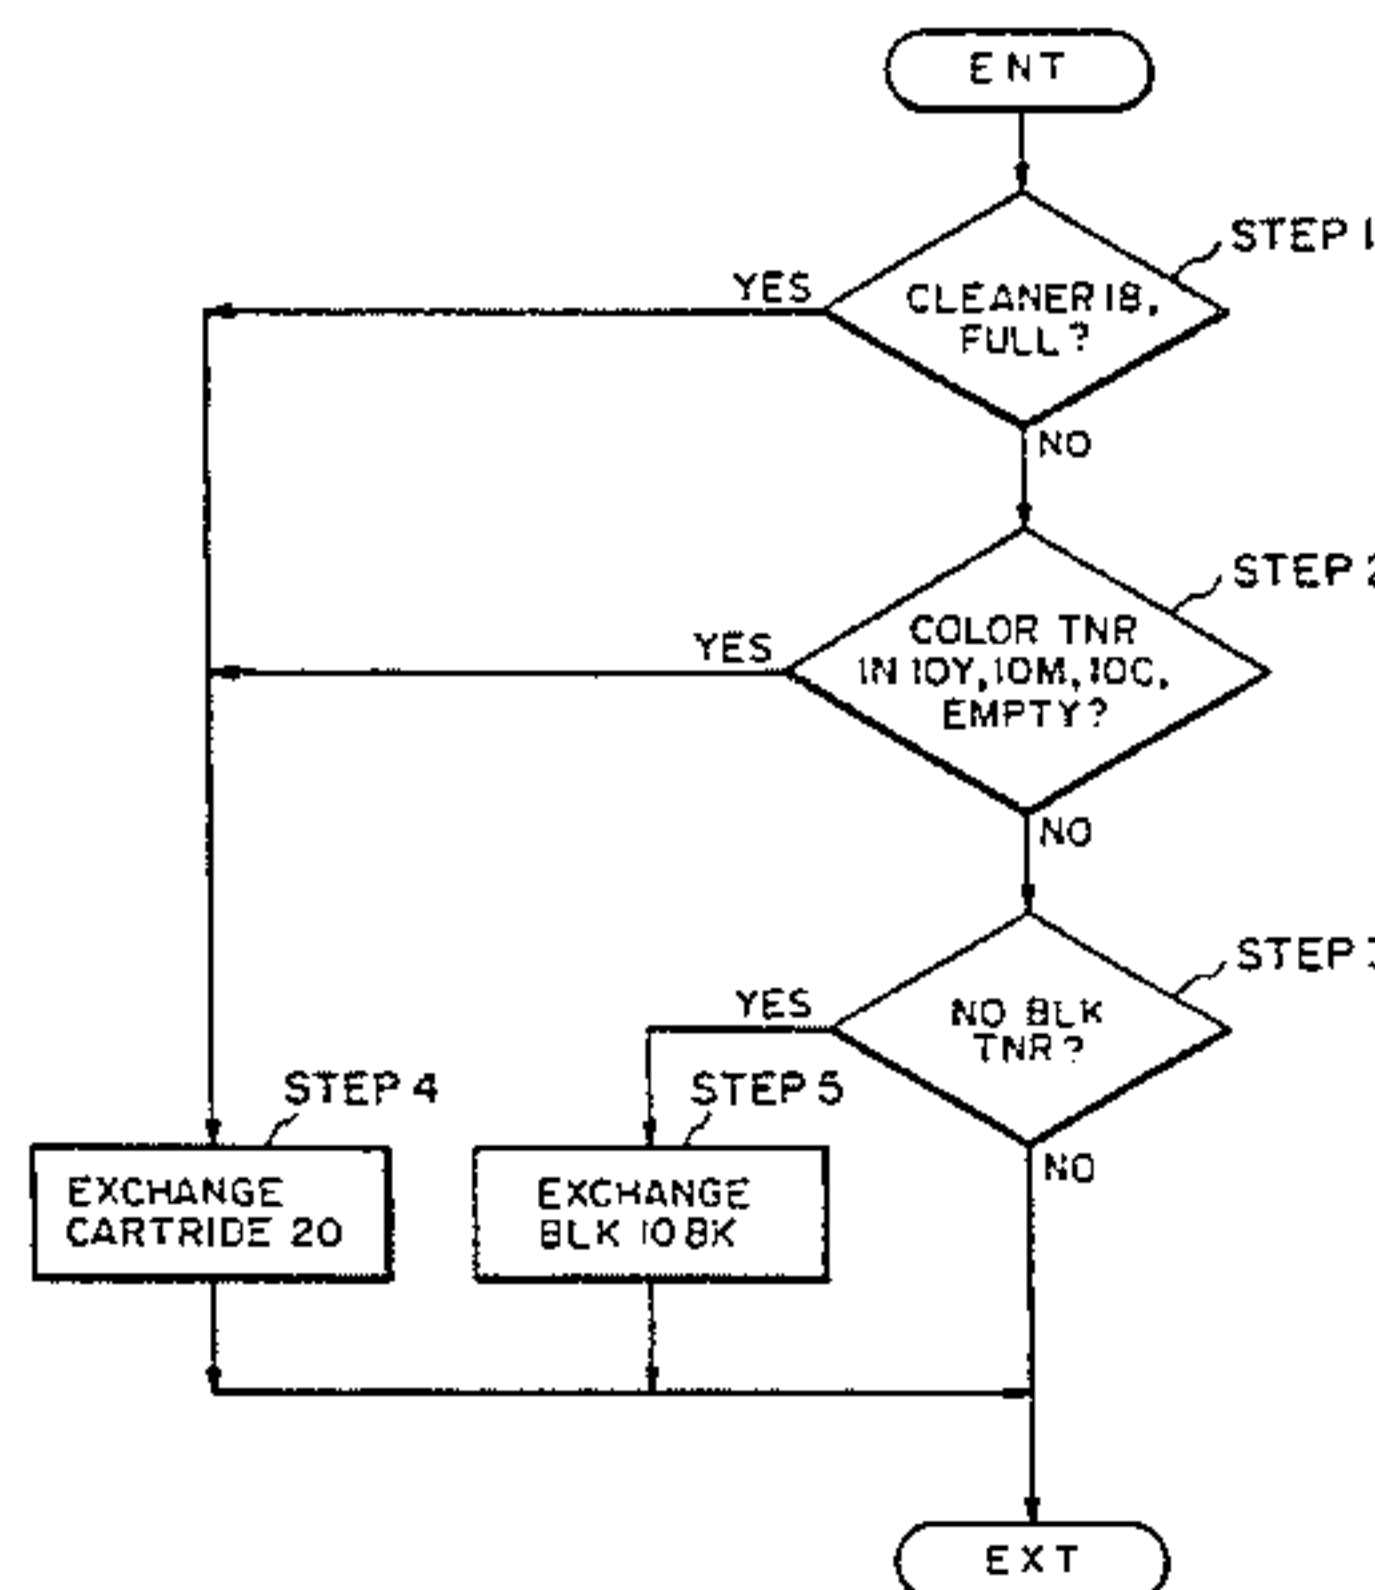 ENT
STEP 1
YES
CLEANER 18,
FULL?
NO
STEP 2
YES
COLOR TNR
IN 10Y, 10M, 10C,
EMPTY?
NO
STEP 3
YES
NO BLK
TNR?
STEP 4
STEP 5
NO
EXCHANGE
CARTRIDE 20
EXCHANGE
BLK 10BK
EXT